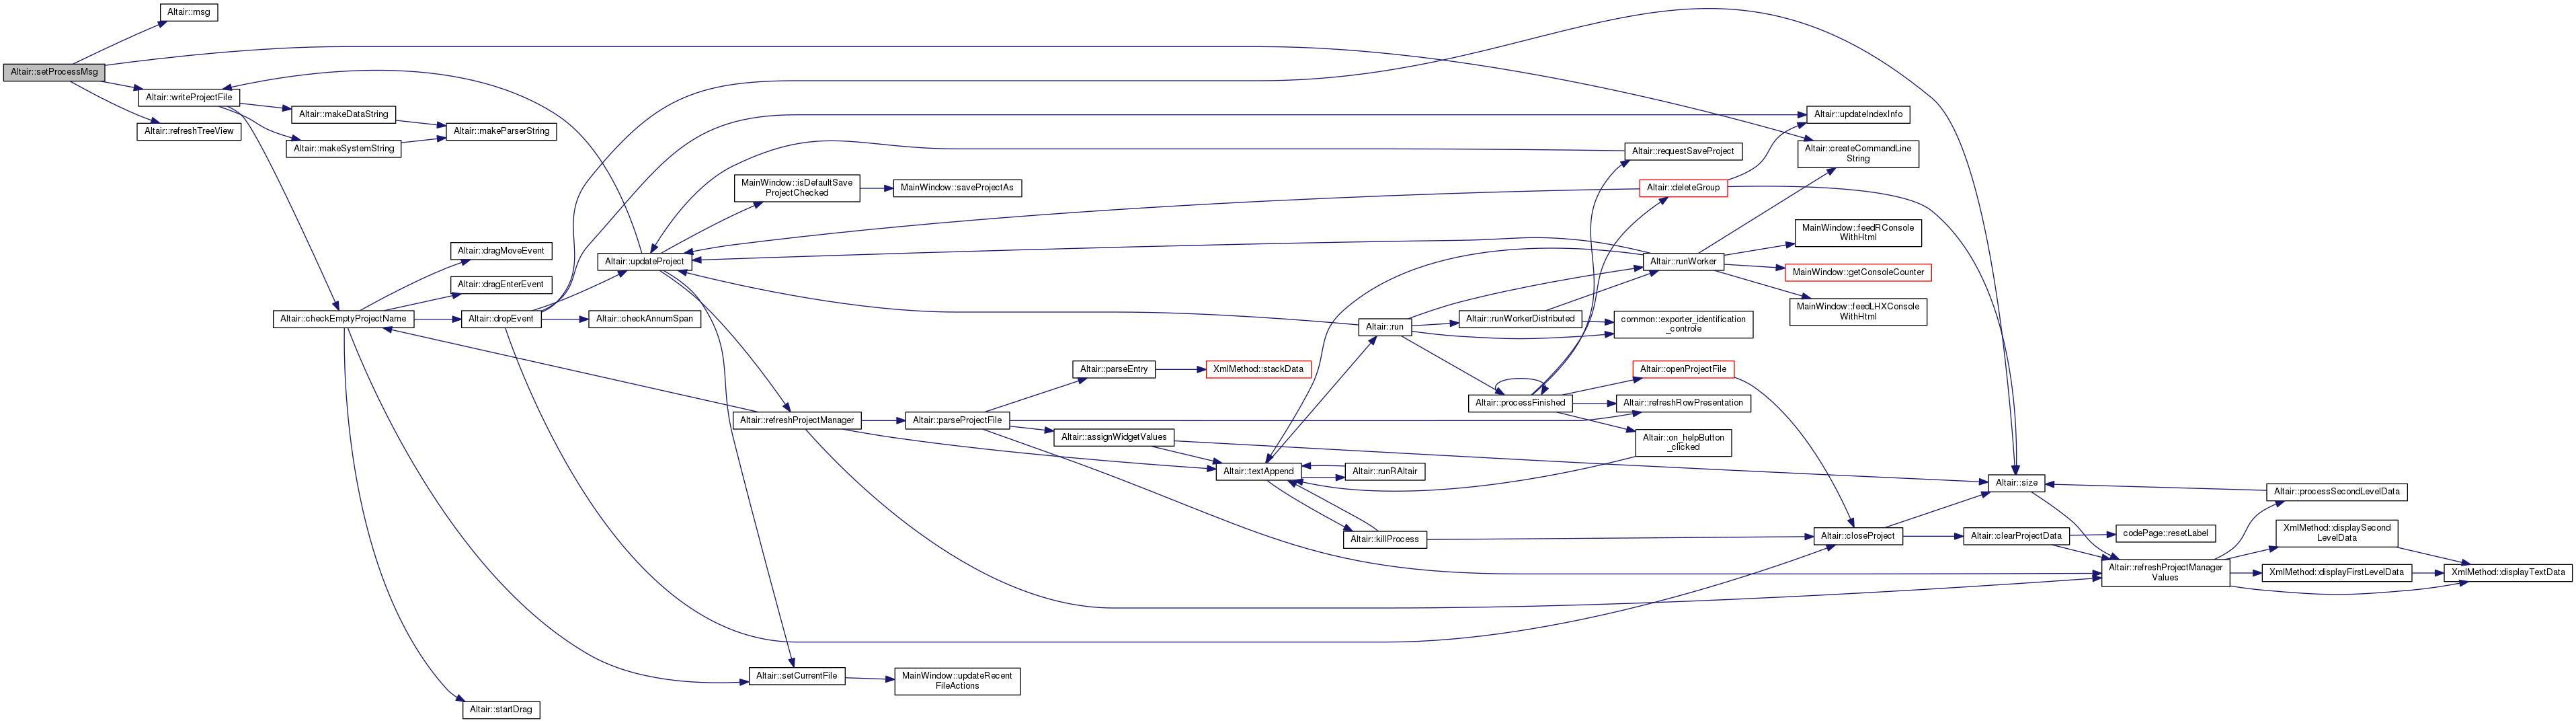 Altair::msg
Altair::setProcessMsg
Altair::writeProjectFile
Altair::refreshTreeView
Altair::makeDataString
Altair::makeSystemString
Altair::makeParserString
Altair::checkEmptyProjectName
Altair::dragMoveEvent
Altair::dragEnterEvent
Altair::dropEvent
Altair::startDrag
Altair::updateProject
Altair::checkAnnumSpan
MainWindow::isDefaultSave
ProjectChecked
MainWindow::saveProjectAs
Altair::refreshProjectManager
Altair::setCurrentFile
MainWindow::updateRecent
FileActions
Altair::parseProjectFile
Altair::parseEntry
Altair::assignWidgetValues
XmlMethod::stackData
Altair::textAppend
Altair::run
Altair::runRAltair
Altair::killProcess
Altair::runWorkerDistributed
Altair::processFinished
Altair::requestSaveProject
Altair::deleteGroup
Altair::runWorker
common::exporter_identification
_controle
Altair::openProjectFile
Altair::refreshRowPresentation
Altair::on_helpButton
_clicked
Altair::updateIndexInfo
Altair::createCommandLine
String
MainWindow::feedRConsole
WithHtml
MainWindow::getConsoleCounter
MainWindow::feedLHXConsole
WithHtml
Altair::closeProject
Altair::size
Altair::clearProjectData
codePage::resetLabel
Altair::refreshProjectManager
Values
Altair::processSecondLevelData
XmlMethod::displaySecond
LevelData
XmlMethod::displayFirstLevelData
XmlMethod::displayTextData